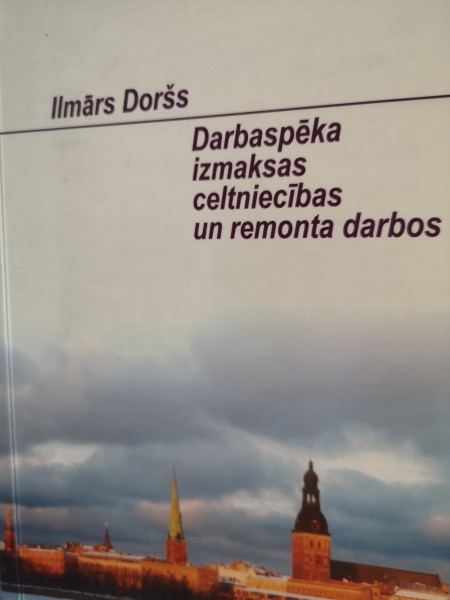 Ilmārs Doršs
Darbaspēka
izmaksas
celtniecības
un remonta darbos